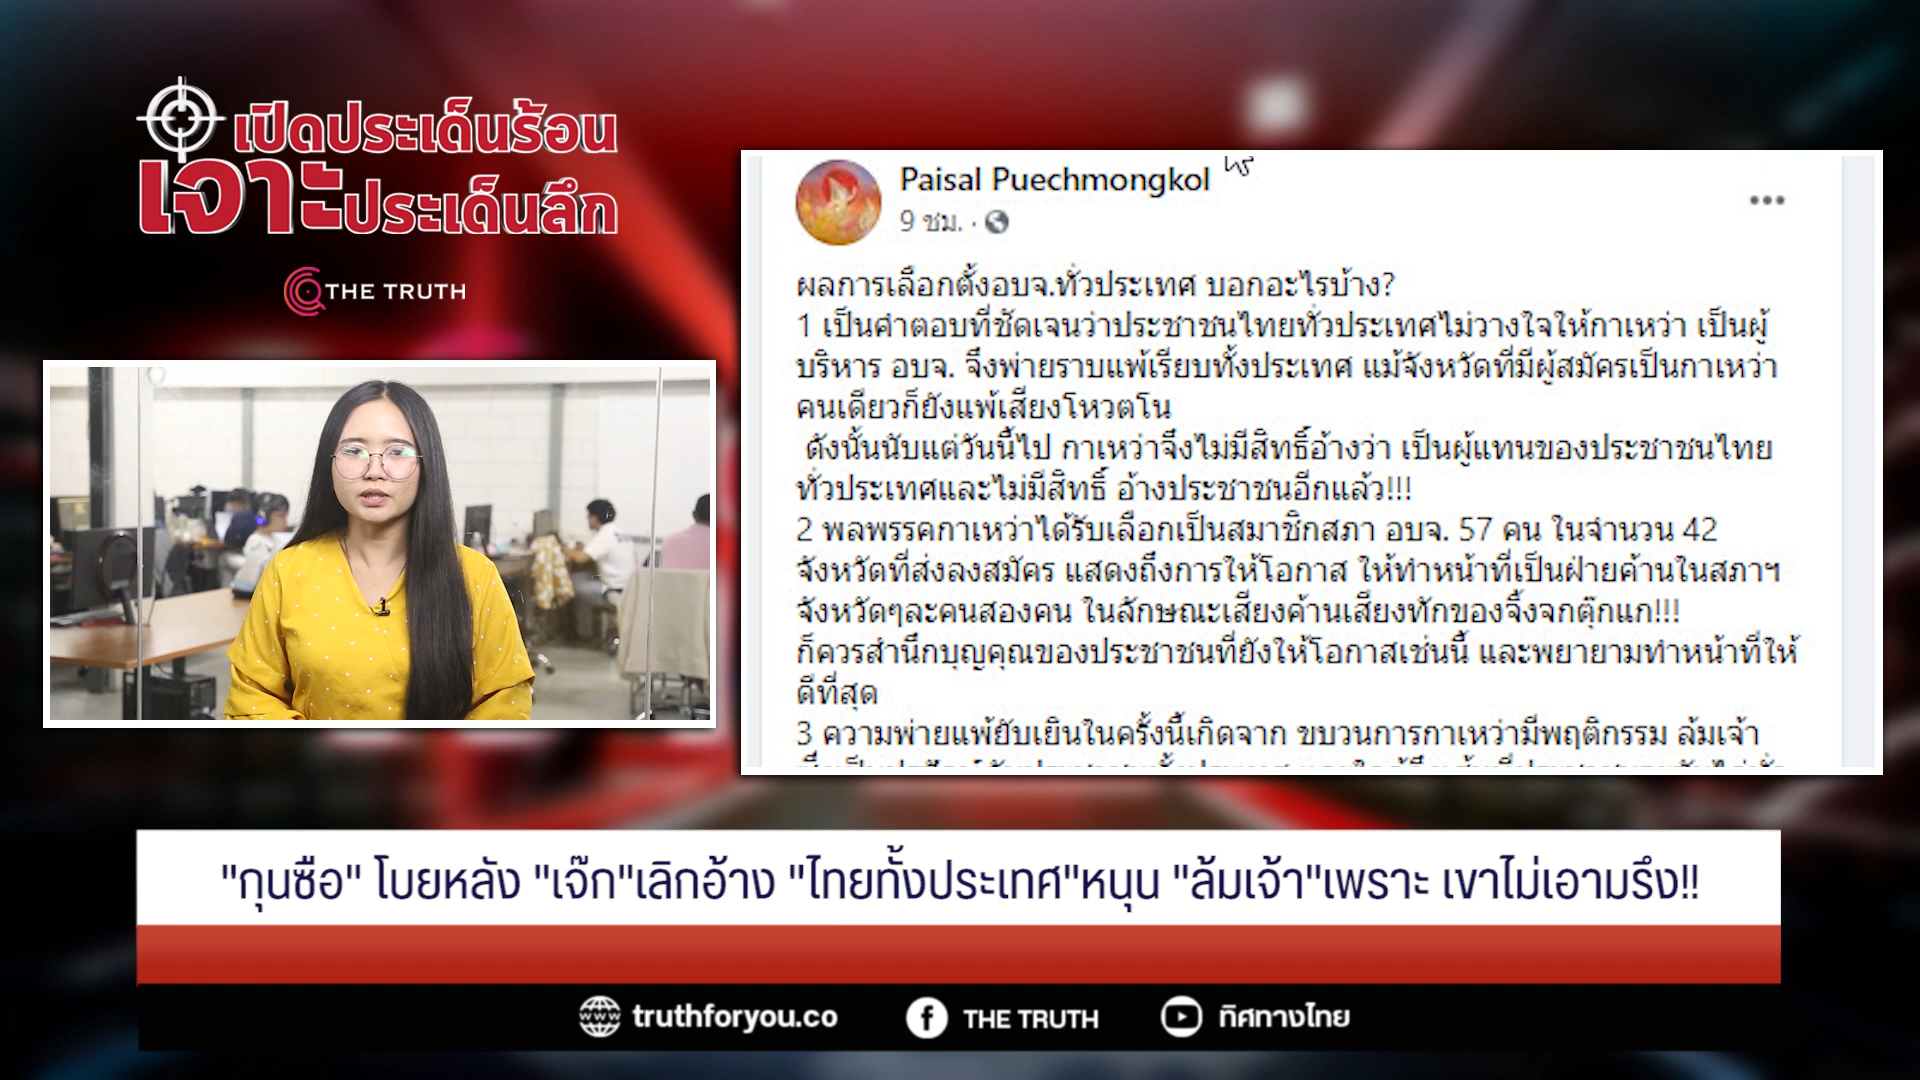 เปิดประเด็นร้อน
เจาะประเด็นลึก
THE TRUTH
Paisal Puechmongkol
9 ชม. ·
ผลการเลือกตั้งอบจ.ทั่วประเทศ บอกอะไรบ้าง?
1 เป็นคำตอบที่ชัดเจนว่าประชาชนไทยทั่วประเทศไม่วางใจให้กาเหว่า เป็นผู้
บริหาร อบจ. จึงพ่ายราบแพ้เรียบทั้งประเทศ แม้จังหวัดที่มีผู้สมัครเป็นกาเหว่า
คนเดียวก็ยังแพ้เสียงโหวตโน
ดังนั้นนับแต่วันนี้ไป กาเหว่าจึงไม่มีสิทธิ์อ้างว่า เป็นผู้แทนของประชาชนไทย
ทั่วประเทศและไม่มีสิทธิ์ อ้างประชาชนอีกแล้ว!!!
2 พลพรรคกาเหว่าได้รับเลือกเป็นสมาชิกสภา อบจ. 57 คน ในจำนวน 42
จังหวัดที่ส่งลงสมัคร แสดงถึงการให้โอกาส ให้ทำหน้าที่เป็นฝ่ายค้านในสภาฯ
จังหวัดๆละคนสองคน ในลักษณะเสียงค้านเสียงทักของจิ้งจกตุ๊กแก!!!
ก็ควรสำนึกบุญคุณของประชาชนที่ยังให้โอกาสเช่นนี้ และพยายามทำหน้าที่ให้
ดีที่สุด
3 ความพ่ายแพ้ยับเยินในครั้งนี้เกิดจาก ขบวนการกาเหว่ามีพฤติกรรม ล้มเจ้า
"กุนซือ" โบยหลัง "เจ๊ก"เลิกอ้าง "ไทยทั้งประเทศ"หนุน "ล้มเจ้า"เพราะ เขาไม่เอามรึง!!
www truthforyou.co
THE TRUTH
ทิศทางไทย